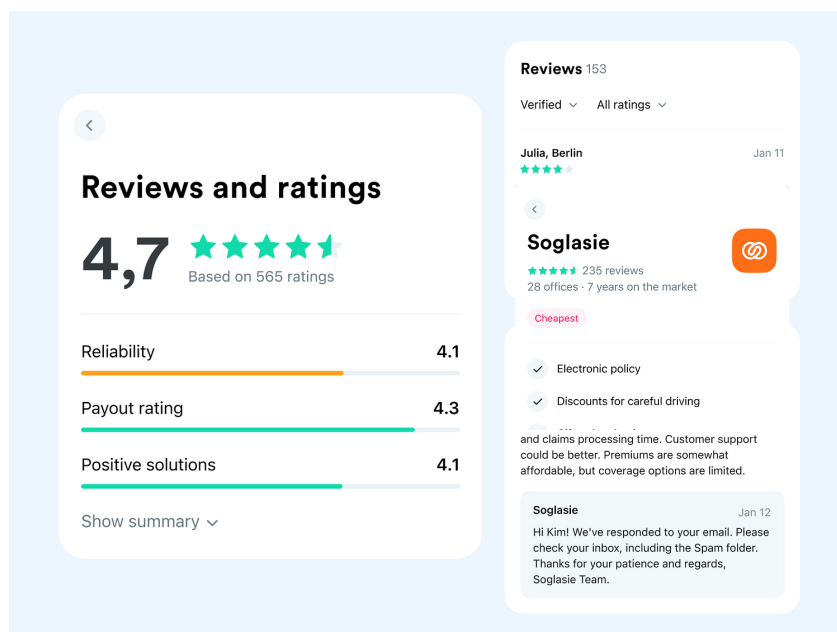 Reviews and ratings
4,7
Based on 565 ratings
Reliability 4.1
Payout rating 4.3
Positive solutions 4.1
Show summary
Reviews 153
Verified All ratings
Julia, Berlin Jan 11
Soglasie
235 reviews
28 offices · 7 years on the market
Cheapest
Electronic policy
Discounts for careful driving
and claims processing time. Customer support
could be better. Premiums are somewhat
affordable, but coverage options are limited.
Soglasie Jan 12
Hi Kim! We've responded to your email. Please
check your inbox, including the Spam folder.
Thanks for your patience and regards,
Soglasie Team.